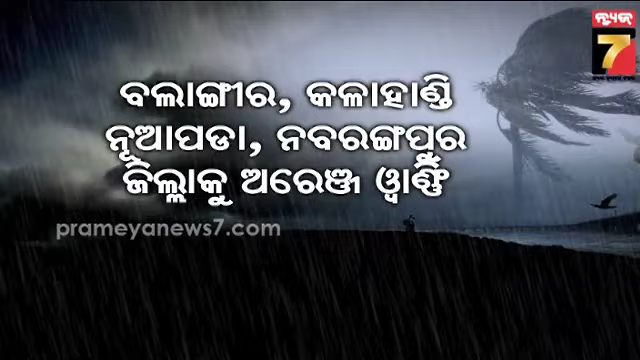 ନ୍ୟୁଜ୍
7
ବଲାଙ୍ଗୀର, କଳାହାଣ୍ଡି
ନୂଆପଡା, ନବରଙ୍ଗପୁର
ଜିଲ୍ଲାକୁ ଅରେଞ୍ଜ ୱାର୍ଣ୍ଣିଂ
prameyanews7.com